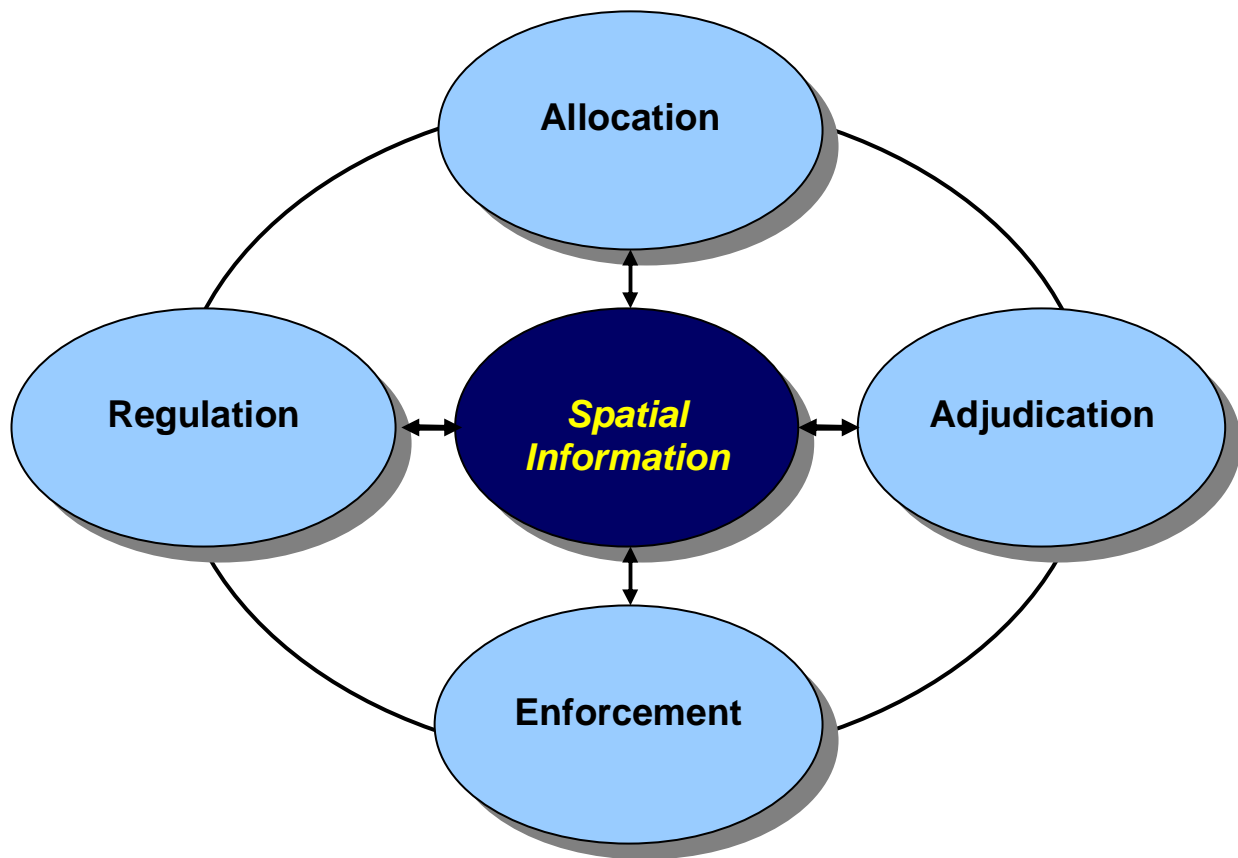 Allocation
Regulation
Spatial
Information
Adjudication
Enforcement